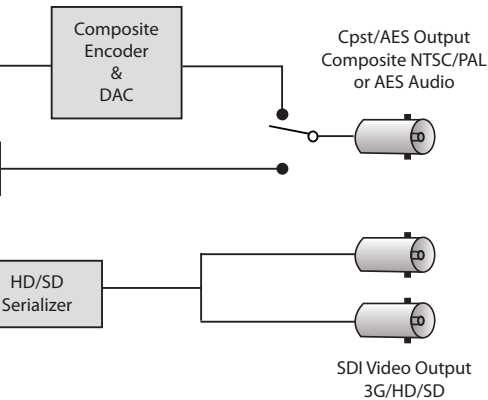 Composite
Encoder
&
DAC
Cpst/AES Output
Composite NTSC/PAL
or AES Audio
HD/SD
Serializer
SDI Video Output
3G/HD/SD